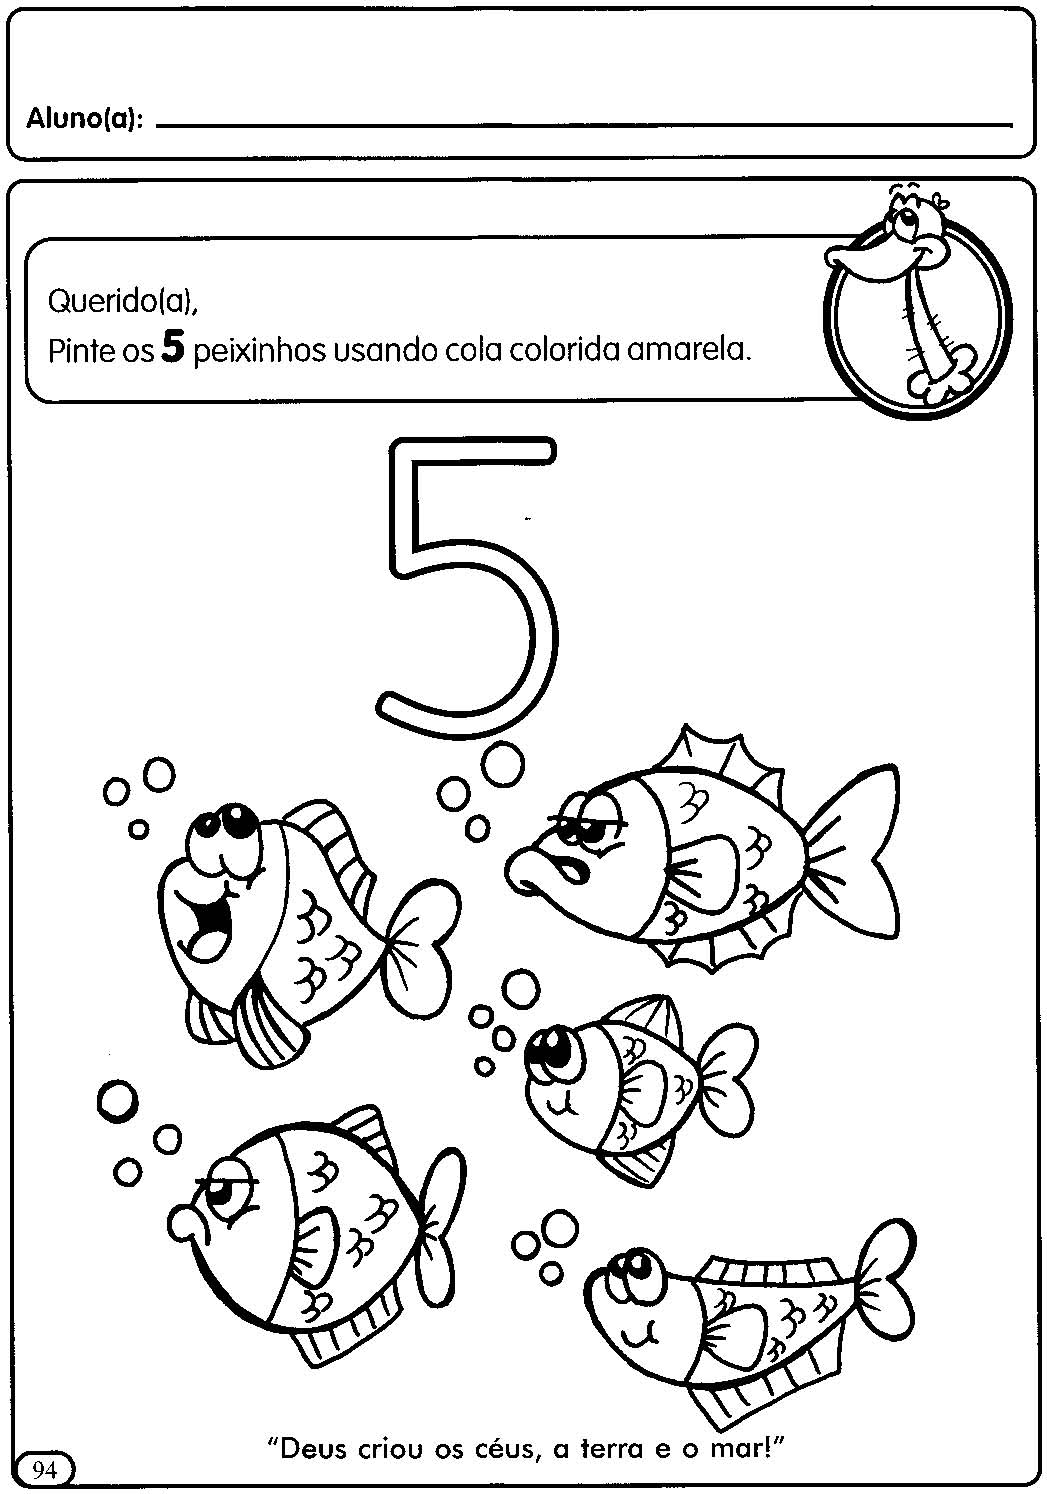 Aluno(a):
Querido(a),
Pinte os 5 peixinhos usando cola colorida amarela.
5
"Deus criou os céus, a terra e o mar!"
94